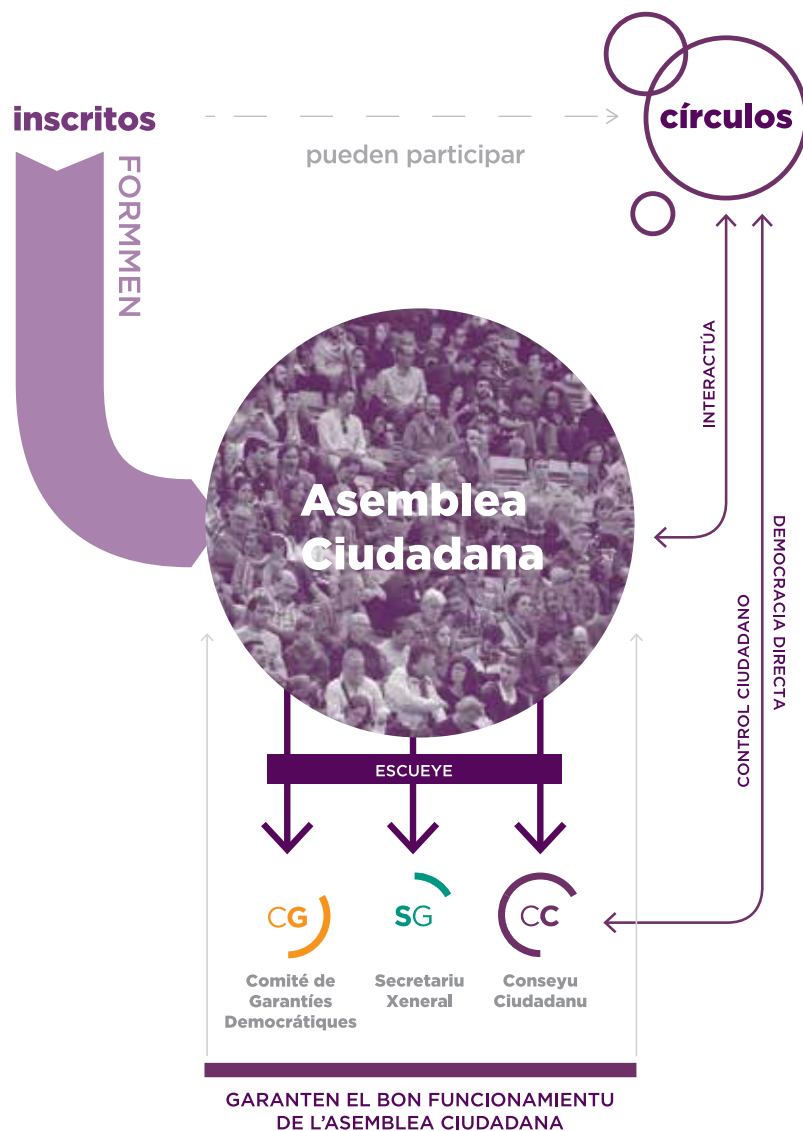 inscritos
círculos
pueden participar
FORMMEN
INTERACTÚA
Asemblea
Ciudadana
DEMOCRACIA DIRECTA
CONTROL CIUDADANO
ESCUEYE
CG
SG
CC
Comité de
Garantíes
Democrátiques
Secretariu
Xeneral
Conseyu
Ciudadanu
GARANTEN EL BON FUNCIONAMIENTU
DE L'ASEMBLEA CIUDADANA